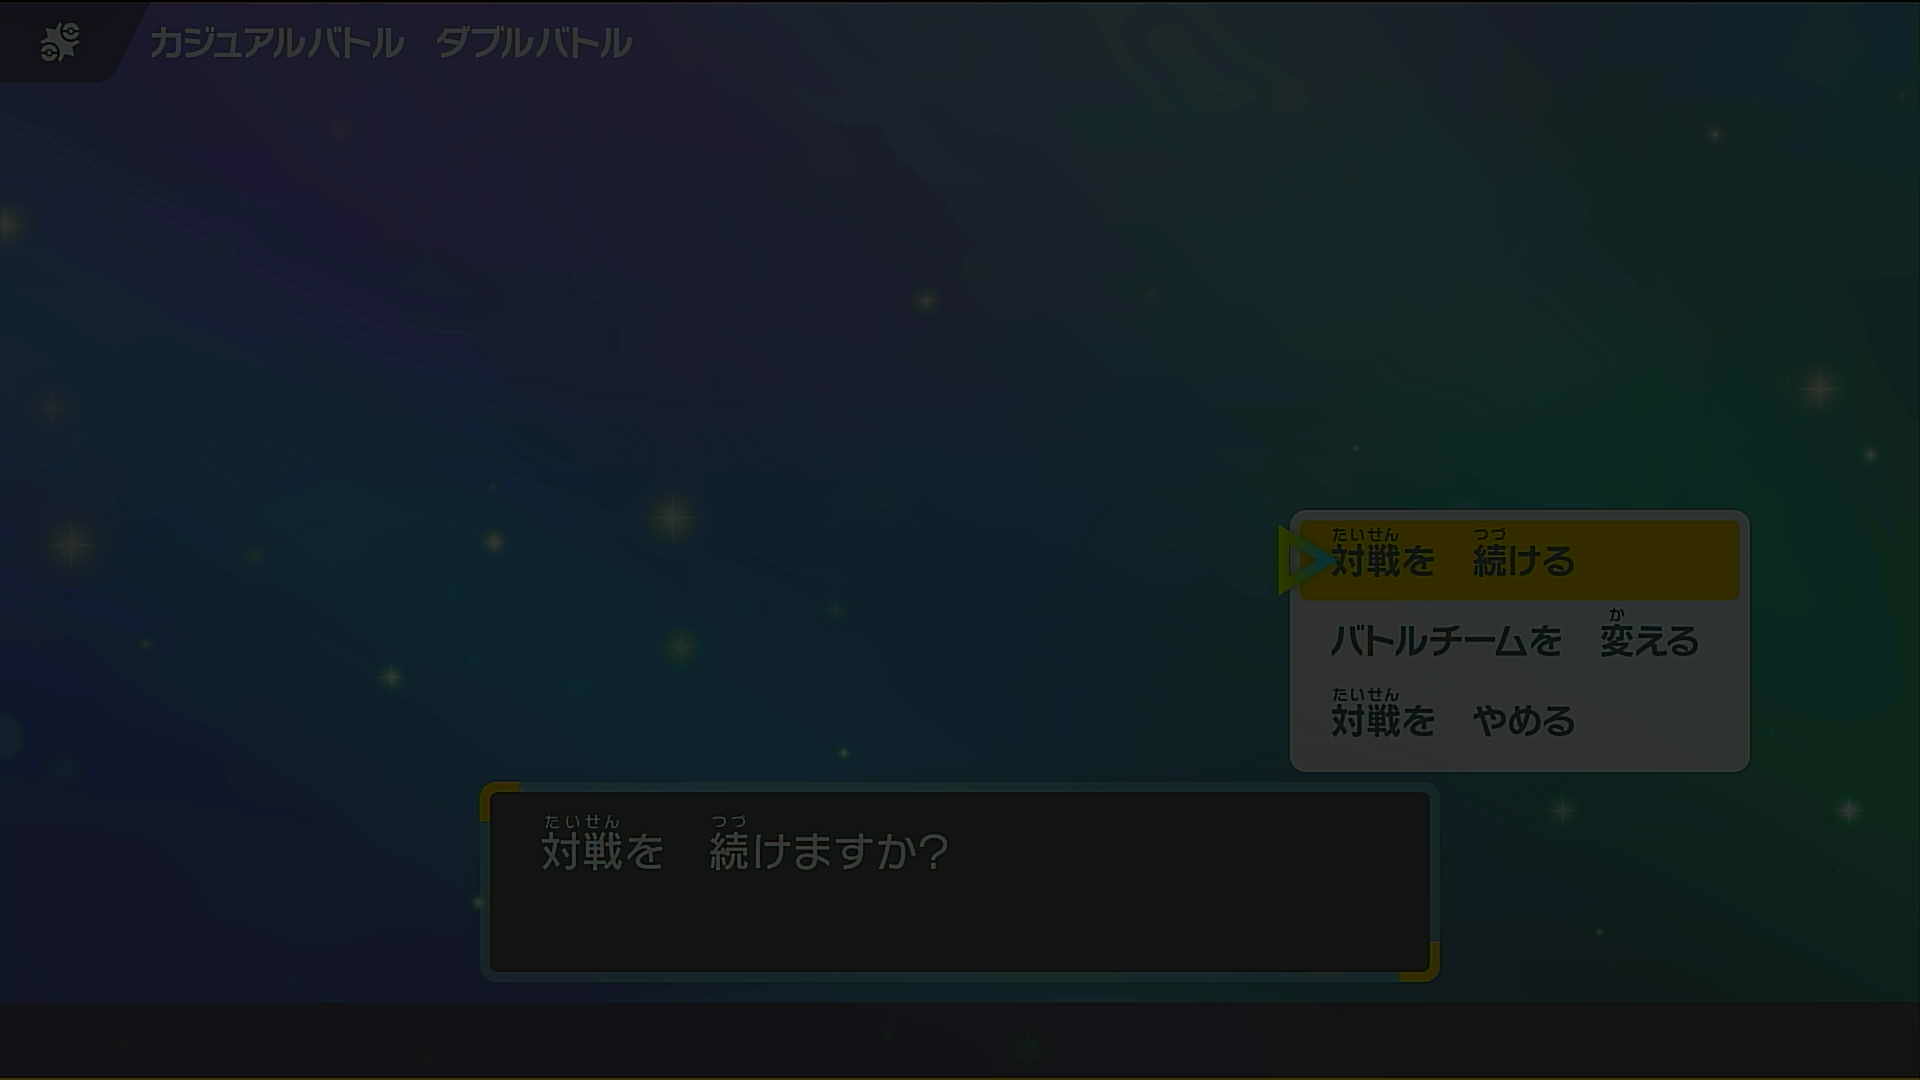 カジュアルバトル　ダブルバトル
たいせん　つづ
対戦を　続ける
か
バトルチームを　変える
たいせん
対戦を　やめる
たいせん　つづ
対戦を　続けますか？